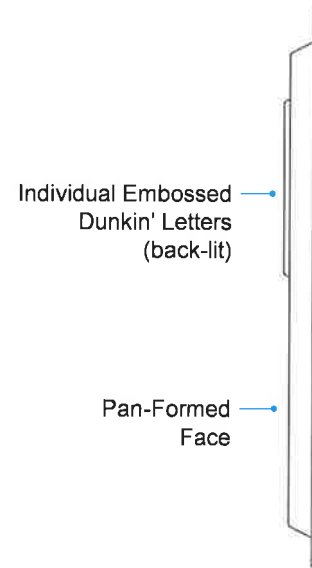 Individual Embossed
Dunkin' Letters
(back-lit)
Pan-Formed
Face